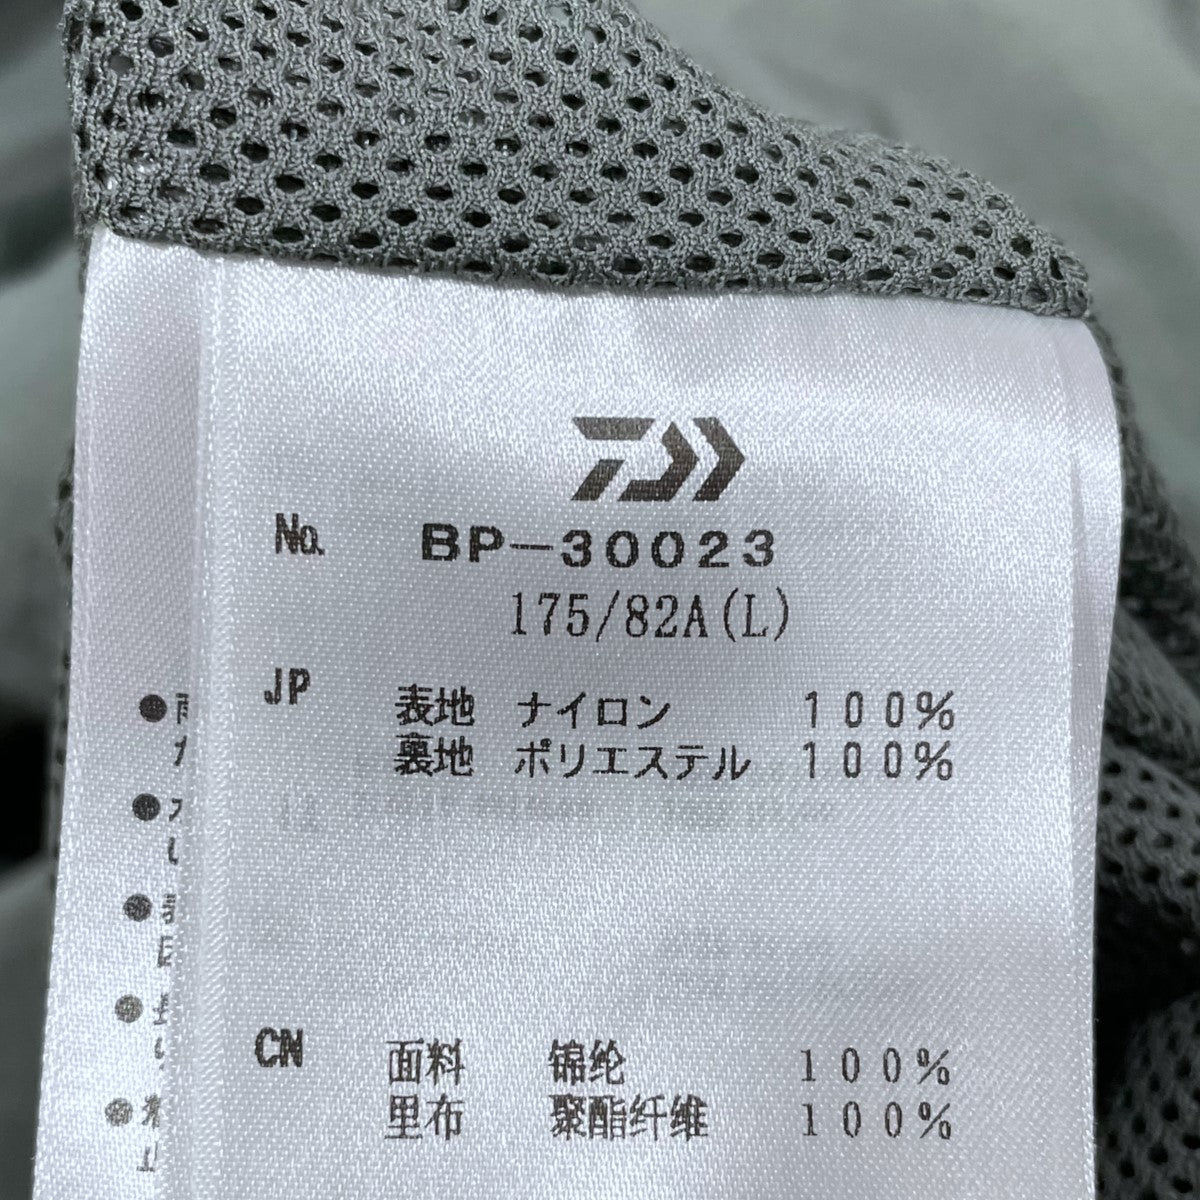 No. BP-30023
175/82A(L)
JP 表地 ナイロン 100%
裏地 ポリエステル 100%
CN 面料 锦纶 100%
里布 聚酯纤维 100%